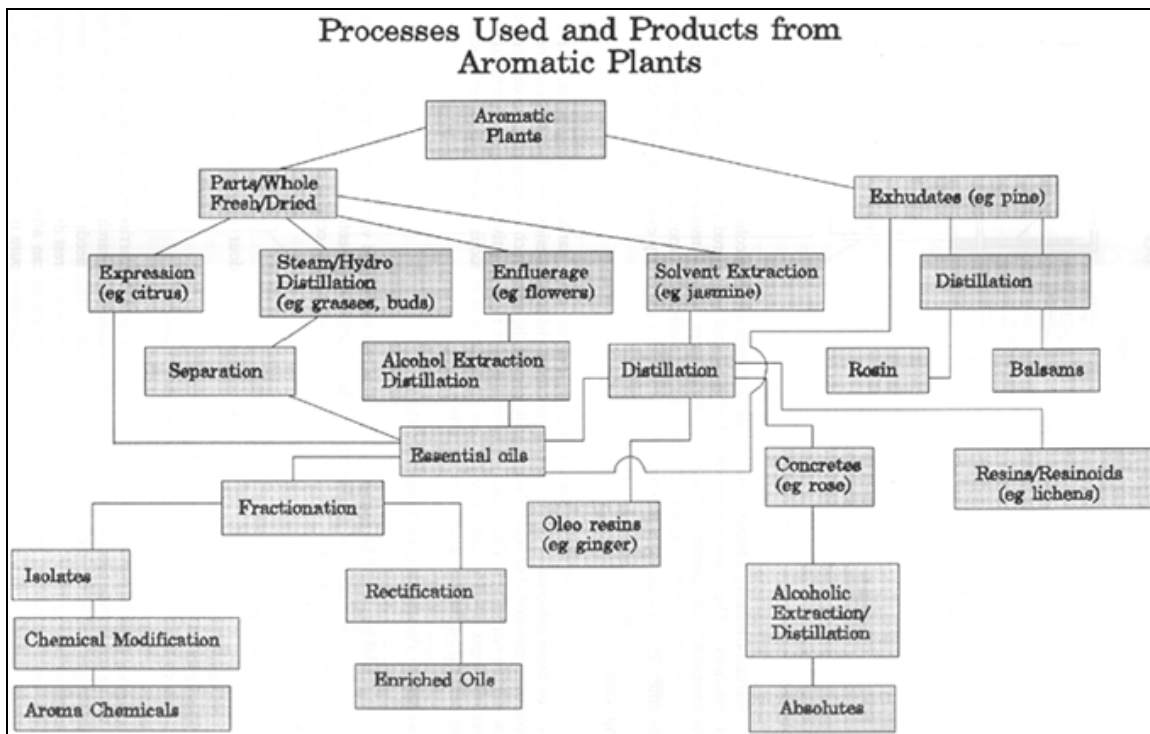 Processes Used and Products from
Aromatic Plants
Aromatic
Plants
Parts/Whole
Fresh/Dried
Exhudates (eg pine)
Expression
(eg citrus)
Steam/Hydro
Distillation
(eg grasses, buds)
Enfluerage
(eg flowers)
Solvent Extraction
(eg jasmine)
Distillation
Separation
Alcohol Extraction
Distillation
Distillation
Rosin
Balsams
Essential oils
Concretes
(eg rose)
Resins/Resinoids
(eg lichens)
Fractionation
Oleo resins
(eg ginger)
Isolates
Rectification
Alcoholic
Extraction/
Distillation
Chemical Modification
Enriched Oils
Aroma Chemicals
Absolutes